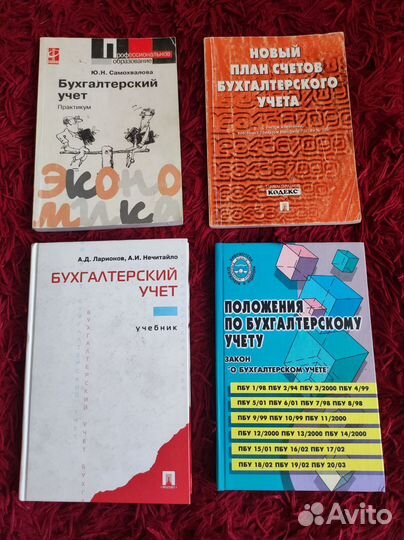 Профессиональное
образование
Ю.Н. Самохвалова
Бухгалтерский
учет
Практикум
ЭКОНО
МИКА
НОВЫЙ
ПЛАН СЧЕТОВ
БУХГАЛТЕРСКОГО
УЧЕТА
КОДЕКС
А.Д. Ларионов, А.И. Нечитайло
БУХГАЛТЕРСКИЙ
УЧЕТ
учебник
ПОЛОЖЕНИЯ
ПО БУХГАЛТЕРСКОМУ
УЧЕТУ
ЗАКОН
"О БУХГАЛТЕРСКОМ УЧЕТЕ"
ПБУ 1/98 ПБУ 2/94 ПБУ 3/2000 ПБУ 4/99
ПБУ 5/01 ПБУ 6/01 ПБУ 7/98 ПБУ 8/98
ПБУ 9/99 ПБУ 10/99 ПБУ 11/2000
ПБУ 12/2000 ПБУ 13/2000 ПБУ 14/2000
ПБУ 15/01 ПБУ 16/02 ПБУ 17/02
ПБУ 18/02 ПБУ 19/02 ПБУ 20/03
Avito